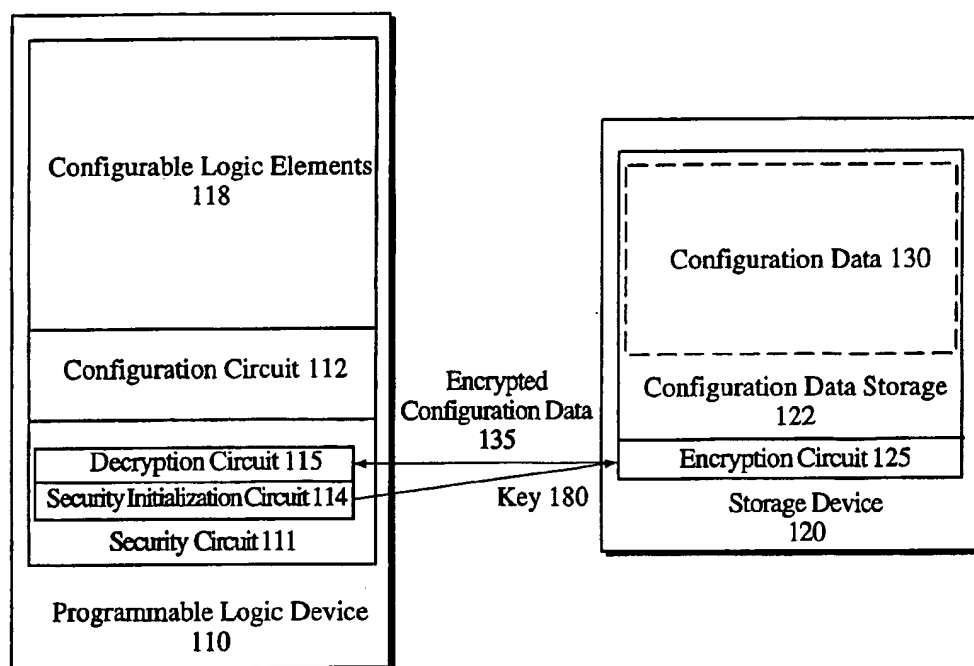 Configurable Logic Elements
118
Configuration Circuit 112
Decryption Circuit 115
Security Initialization Circuit 114
Security Circuit 111
Programmable Logic Device
110
Encrypted
Configuration Data
135
Key 180
Configuration Data 130
Configuration Data Storage
122
Encryption Circuit 125
Storage Device
120